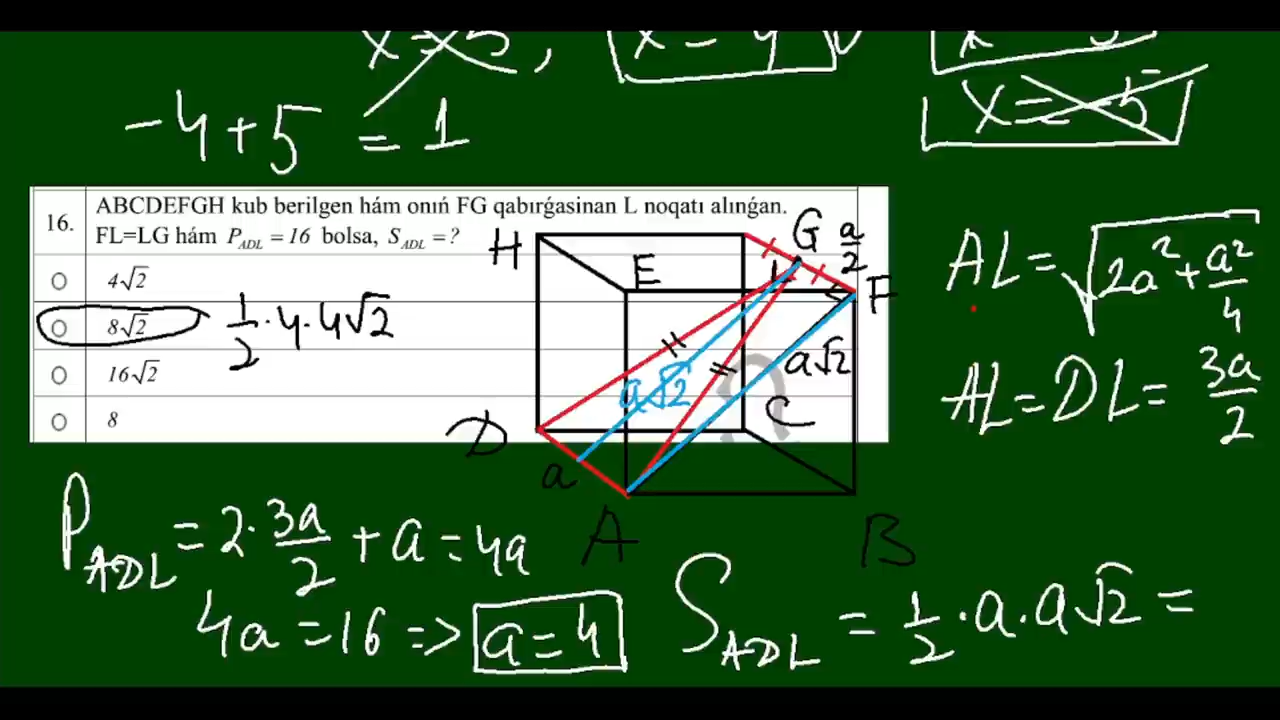 -4+5 = 1
x = -5
16. ABCDEFGH kub berilgen hám onıń FG qabırǵasınan L noqatı alınǵan.
FL=LG hám P_ADL = 16 bolsa, S_ADL = ?
4√2
8√2
1/2 · 4 · 4√2
16√2
8
H
E
G
a/2
L
F
a√2
a√2
D
C
a
A
B
AL = √(2a² + a²/4)
AL = DL = 3a/2
P_ADL = 2 · 3a/2 + a = 4a
4a = 16 => a = 4
S_ADL = 1/2 · a · a√2 =